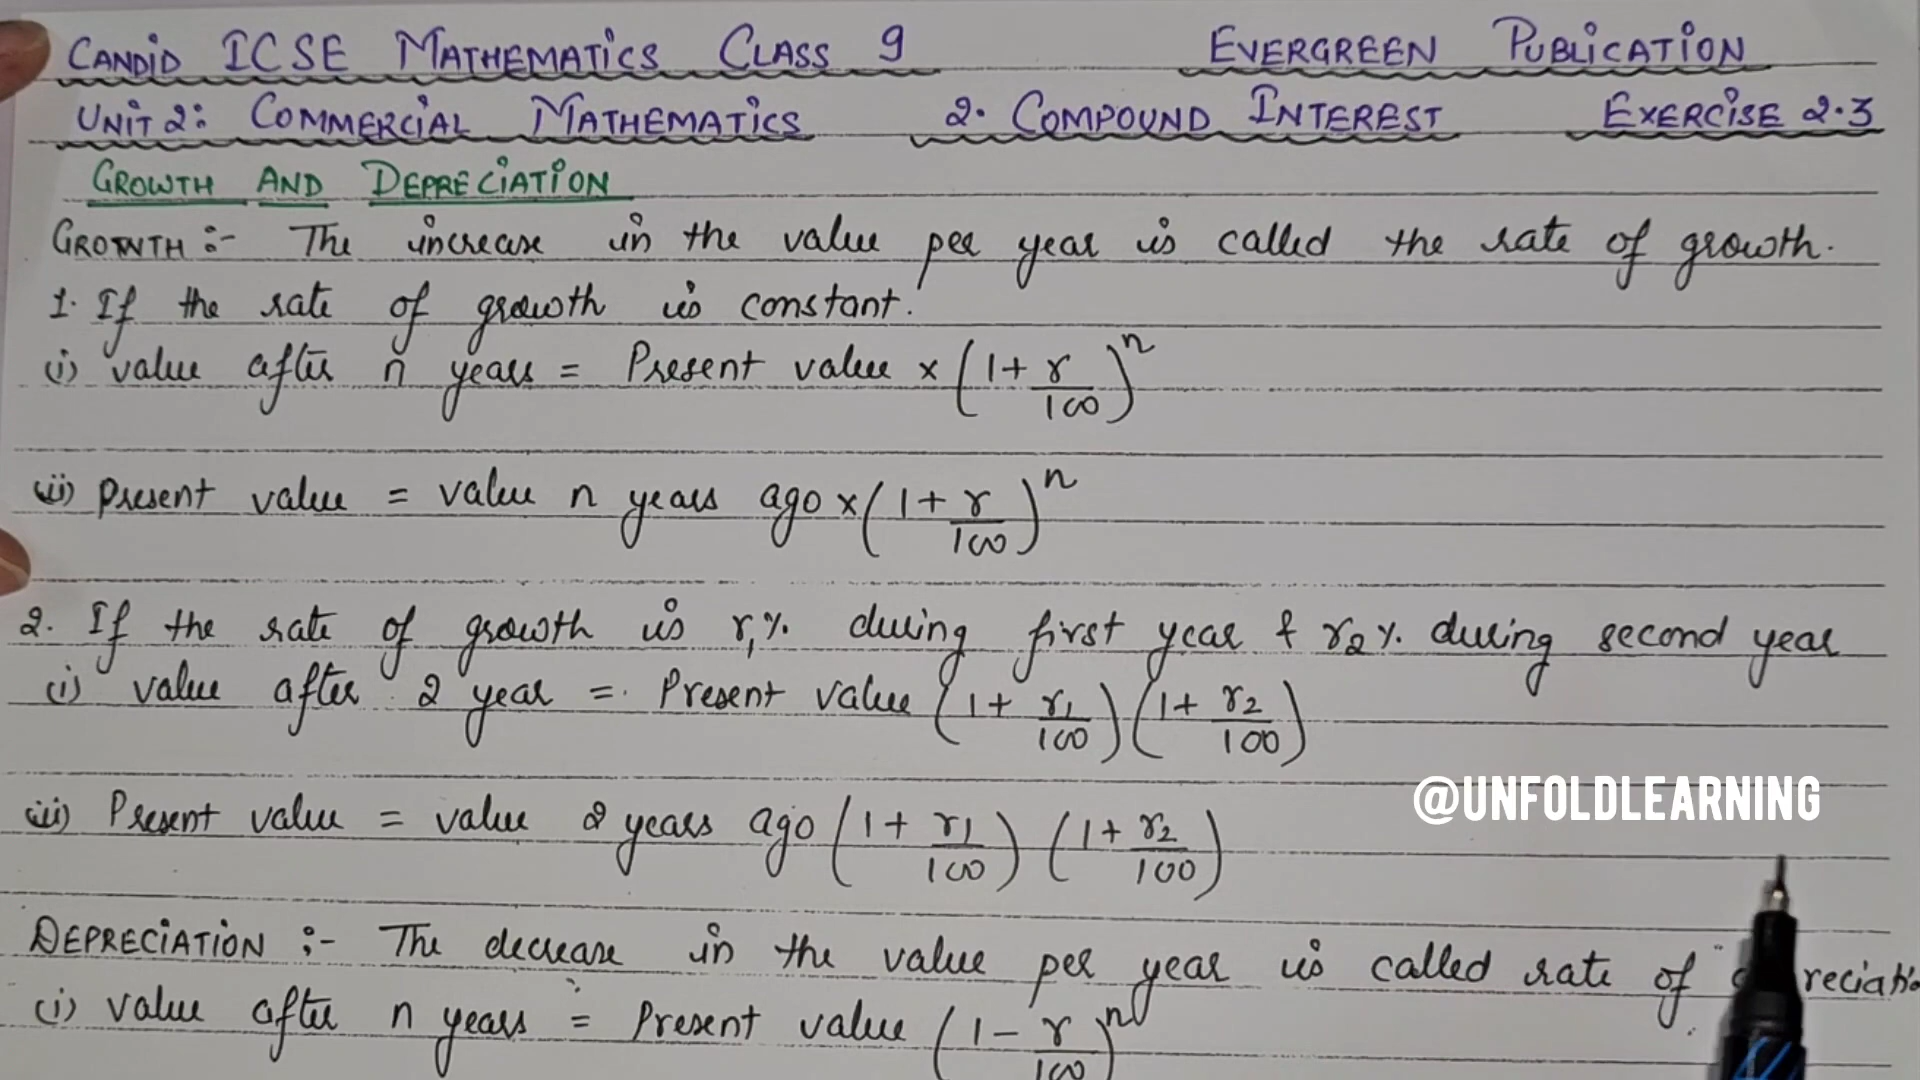 CANDID ICSE MATHEMATICS CLASS 9 EVERGREEN PUBLICATION
UNIT 2: COMMERCIAL MATHEMATICS 2. COMPOUND INTEREST EXERCISE 2.3
GROWTH AND DEPRECIATION
GROWTH :- The increase in the value per year is called the rate of growth.
1. If the rate of growth is constant.
(i) value after n years = Present value × (1 + r/100)^n
(ii) Present value = value n years ago × (1 + r/100)^n
2. If the rate of growth is r₁% during first year & r₂% during second year
(i) value after 2 year = Present value (1 + r₁/100)(1 + r₂/100)
(ii) Present value = value 2 years ago (1 + r₁/100)(1 + r₂/100)
@UNFOLDLEARNING
DEPRECIATION :- The decrease in the value per year is called rate of
(i) value after n years = Present value (1 - r/100)^n